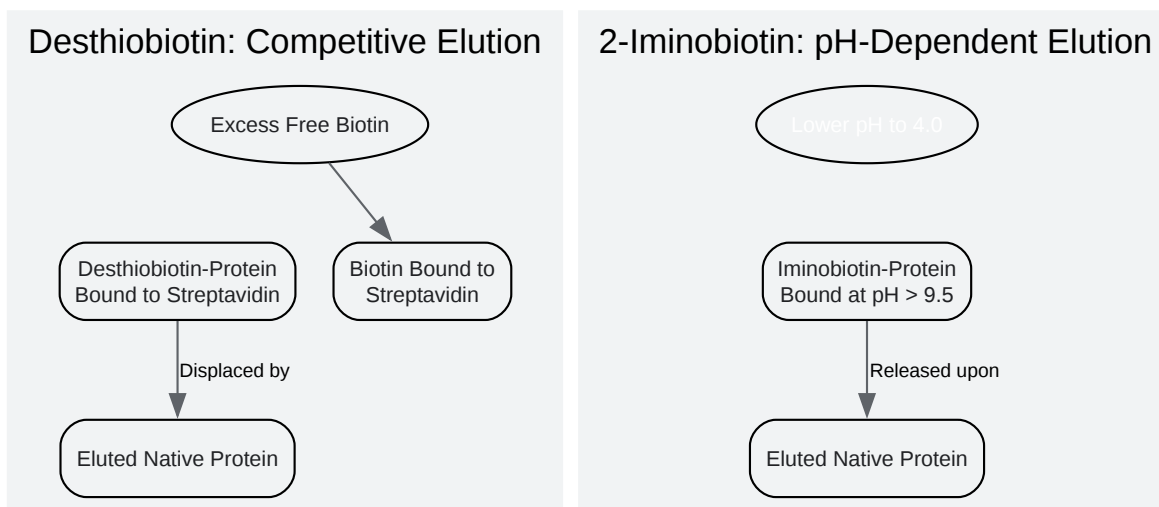 Desthiobiotin: Competitive Elution
Excess Free Biotin
Desthiobiotin-Protein
Bound to Streptavidin
Biotin Bound to
Streptavidin
Displaced by
Eluted Native Protein
2-Iminobiotin: pH-Dependent Elution
Lower pH to 4.0
Iminobiotin-Protein
Bound at pH > 9.5
Released upon
Eluted Native Protein